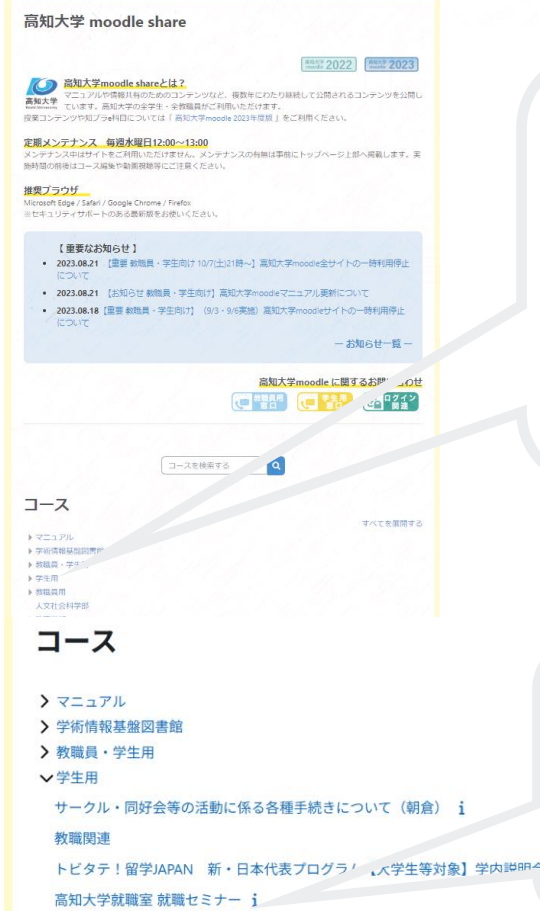 高知大学 moodle share
高知大学 moodle 2022 高知大学 moodle 2023
高知大学moodle shareとは？
マニュアルや情報共有のためのコンテンツなど、複数年にわたり継続して公開されるコンテンツを公開し
ています。高知大学の全学生・全教職員がご利用いただけます。
高知大学
Kochi University
授業コンテンツや知プラe科目については「 高知大学moodle 2023年度版 」をご利用ください。
定期メンテナンス 毎週水曜日12:00～13:00
メンテナンス中はサイトをご利用いただけません。メンテナンスの有無は事前にトップページ上部へ掲載します。実
施時間の前後はコース編集や動画視聴等にご注意ください。
推奨ブラウザ
Microsoft Edge / Safari / Google Chrome / Firefox
※セキュリティサポートのある最新版をお使いください。
【 重要なお知らせ 】
• 2023.08.21 【重要 教職員・学生向け 10/7(土)21時～】高知大学moodle全サイトの一時利用停止
について
• 2023.08.21 【お知らせ 教職員・学生向け】高知大学moodleマニュアル更新について
• 2023.08.18【重要 教職員・学生向け】（9/3・9/6実施）高知大学moodleサイトの一時利用停止
について
ー お知らせ一覧 ー
高知大学moodle に関するお問 わせ
教職員用 窓口 学生用 窓口 ログイン 関連
コースを検索する
コース
すべてを展開する
マニュアル
学術情報基盤図書館
教職員・学生
学生用
教職員用
人文社会科学部
コース
マニュアル
学術情報基盤図書館
教職員・学生用
学生用
サークル・同好会等の活動に係る各種手続きについて（朝倉） i
教職関連
トビタテ！留学JAPAN 新・日本代表プログラ 【大学生等対象】学内説明会
高知大学就職室 就職セミナー i